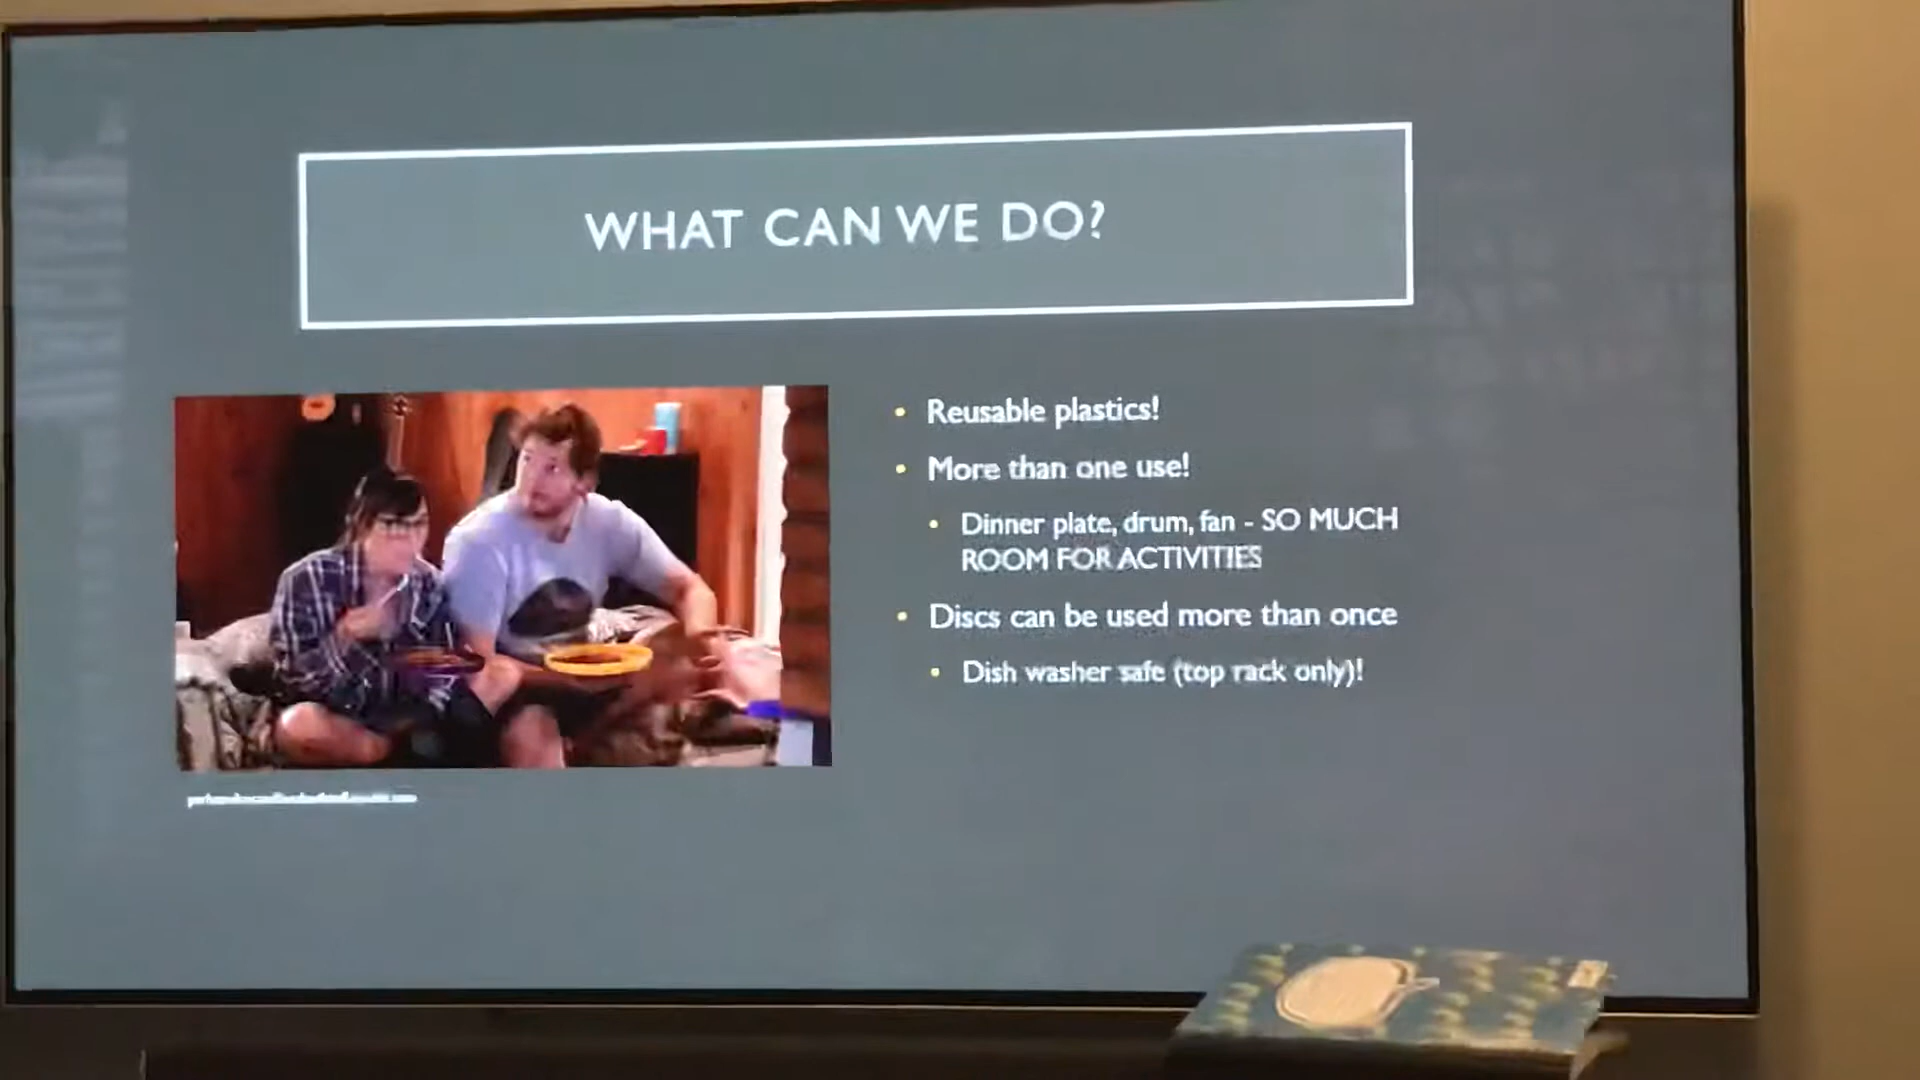 WHAT CAN WE DO?
Reusable plastics!
More than one use!
Dinner plate, drum, fan - SO MUCH
ROOM FOR ACTIVITIES
Discs can be used more than once
Dish washer safe (top rack only)!